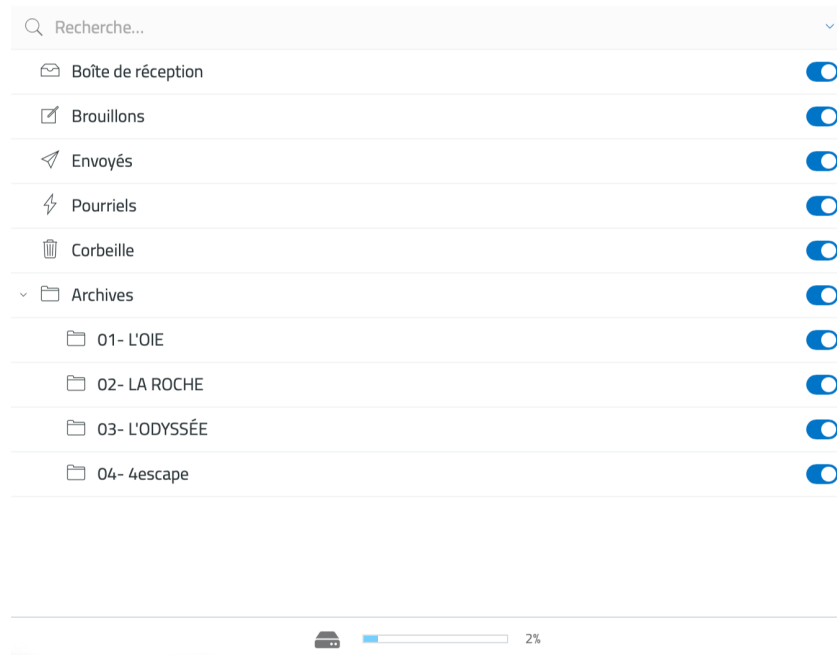 Recherche...
Boîte de réception
Brouillons
Envoyés
Pourriels
Corbeille
Archives
01- L'OIE
02- LA ROCHE
03- L'ODYSSÉE
04- 4escape
2%